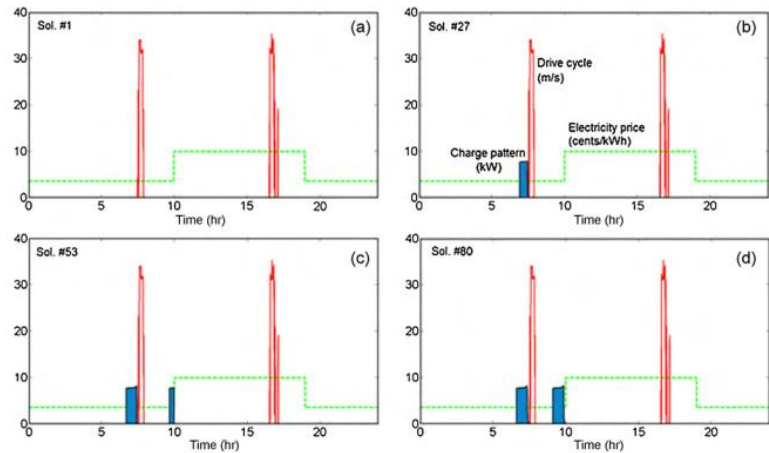 Sol. #1
(a)
40
30
20
10
0
0 5 10 15 20
Time (hr)
Sol. #27
(b)
Drive cycle
(m/s)
Electricity price
(cents/kWh)
Charge pattern
(kW)
40
30
20
10
0
0 5 10 15 20
Time (hr)
Sol. #53
(c)
40
30
20
10
0
0 5 10 15 20
Time (hr)
Sol. #80
(d)
40
30
20
10
0
0 5 10 15 20
Time (hr)